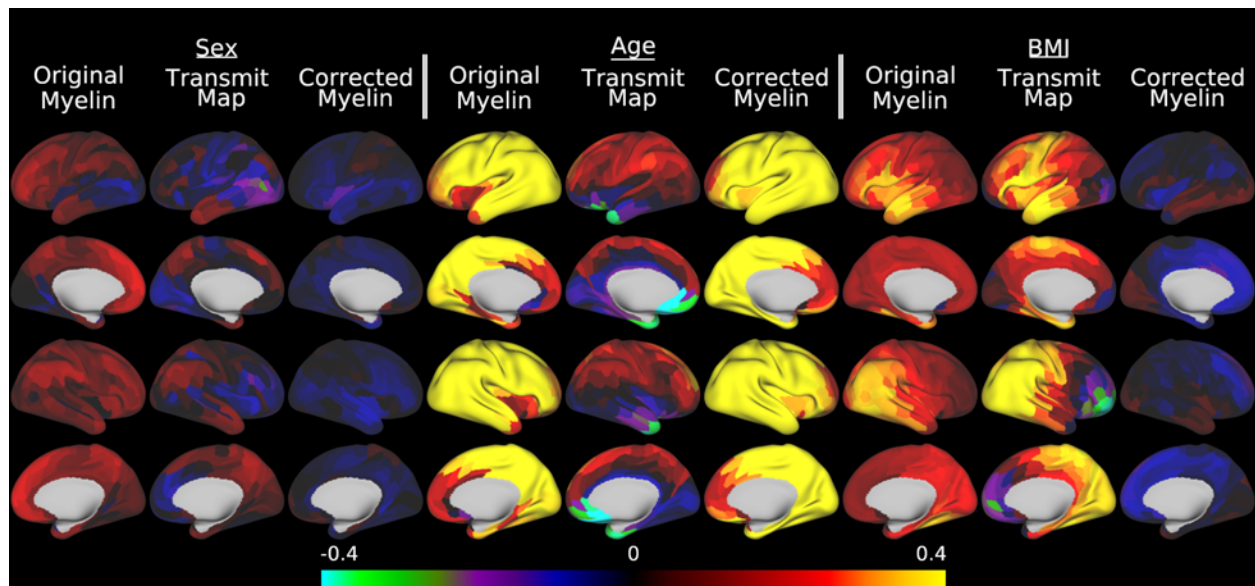 Sex
Age
BMI
Original Myelin
Transmit Map
Corrected Myelin
Original Myelin
Transmit Map
Corrected Myelin
Original Myelin
Transmit Map
Corrected Myelin
-0.4
0
0.4